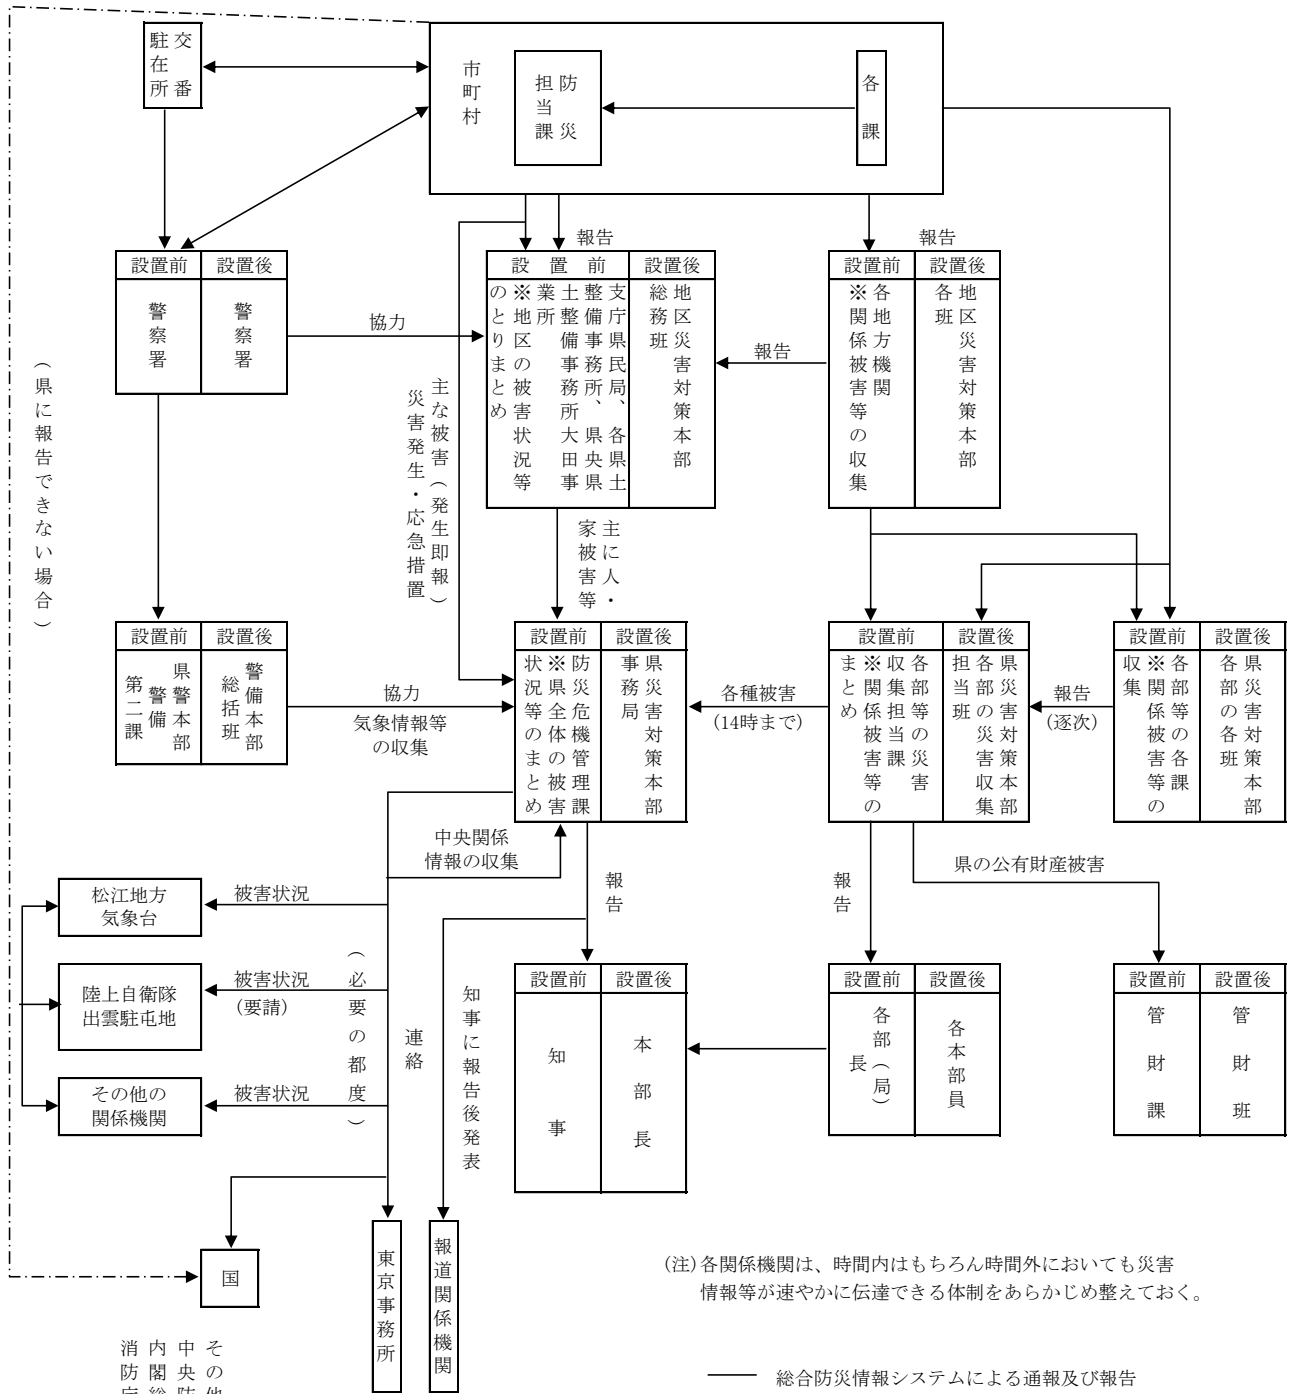 交番
駐在所
市町村
防災
担当課
各課
報告
報告
設置前
設置後
警察署
警察署
協力
設置前
設置後
支庁県民局、各県土
整備事務所、県央県
土整備事務所大田事
業所
※地区の被害状況等
のとりまとめ
地区災害対策本部
総務班
報告
設置前
設置後
各地方機関
※関係被害等の収集
地区災害対策本部
各班
(県に報告できない場合)
主な被害(発生即報)
災害発生・応急措置
主に人・
家被害等
設置前
設置後
県警本部
警備
第二課
警備本部
総括班
協力
気象情報等
の収集
設置前
設置後
防災危機管理課
※県全体の被害
状況等のまとめ
県災害対策本部
事務局
各種被害
(14時まで)
設置前
設置後
各部等の災害
収集担当課
※関係被害等の
まとめ
県災害対策本部
各部の災害収集
担当班
報告
(逐次)
設置前
設置後
各部等の各課
※関係被害等の
収集
県災害対策本部
各部の各班
中央関係
情報の収集
報告
報告
県の公有財産被害
松江地方
気象台
被害状況
陸上自衛隊
出雲駐屯地
被害状況
(要請)
その他の
関係機関
被害状況
(必要の都度)
連絡
知事に報告後発表
設置前
設置後
知事
本部長
設置前
設置後
各部(局)
長
各本部員
設置前
設置後
管財課
管財班
国
東京事務所
報道関係機関
(注)各関係機関は、時間内はもちろん時間外においても災害
情報等が速やかに伝達できる体制をあらかじめ整えておく。
その他
中央防
内閣総
消防
総合防災情報システムによる通報及び報告